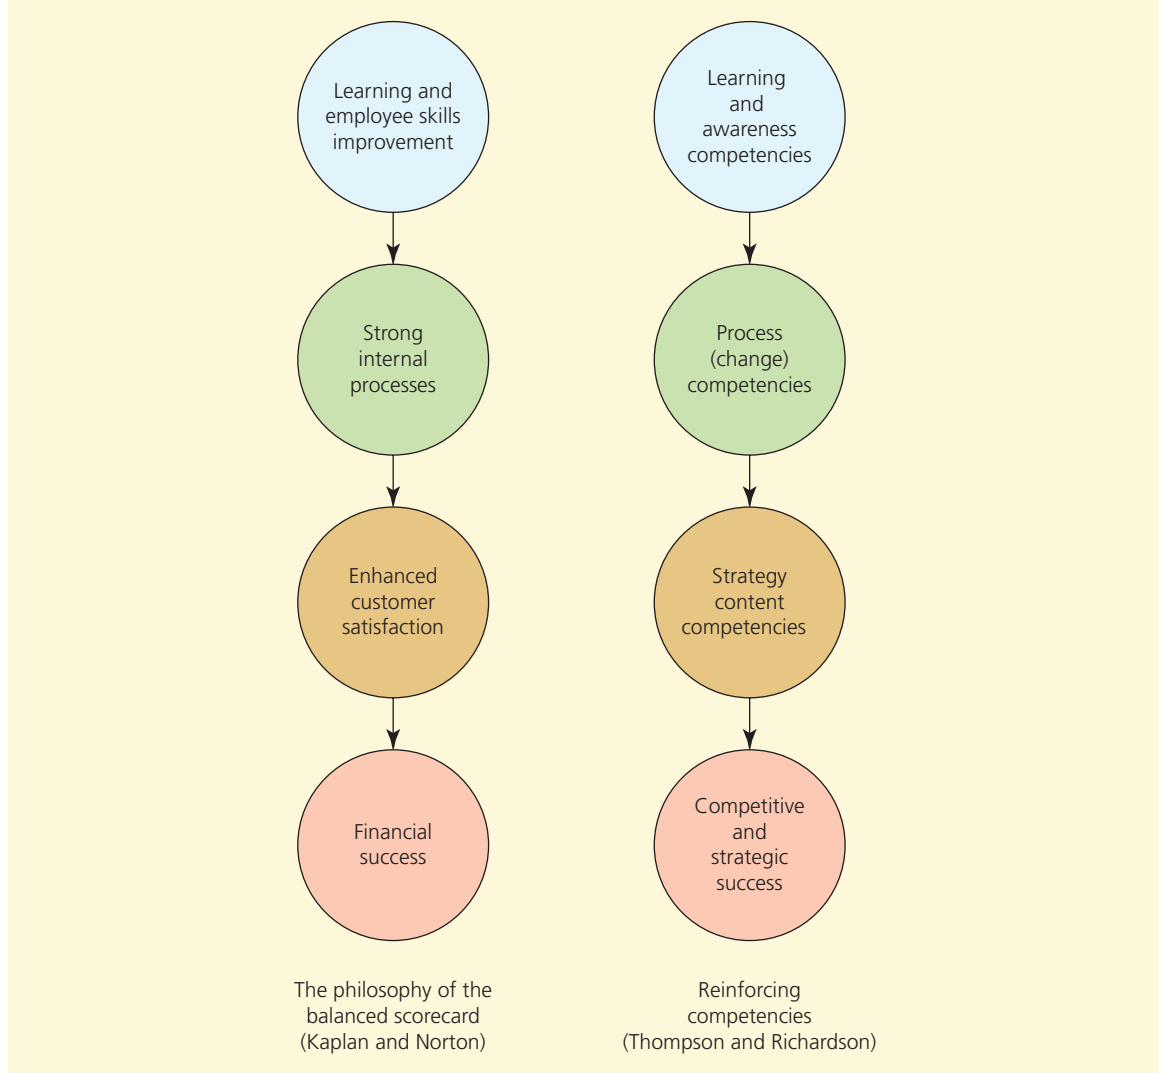 Learning and
employee skills
improvement
Strong
internal
processes
Enhanced
customer
satisfaction
Financial
success
The philosophy of the
balanced scorecard
(Kaplan and Norton)
Learning
and
awareness
competencies
Process
(change)
competencies
Strategy
content
competencies
Competitive
and
strategic
success
Reinforcing
competencies
(Thompson and Richardson)